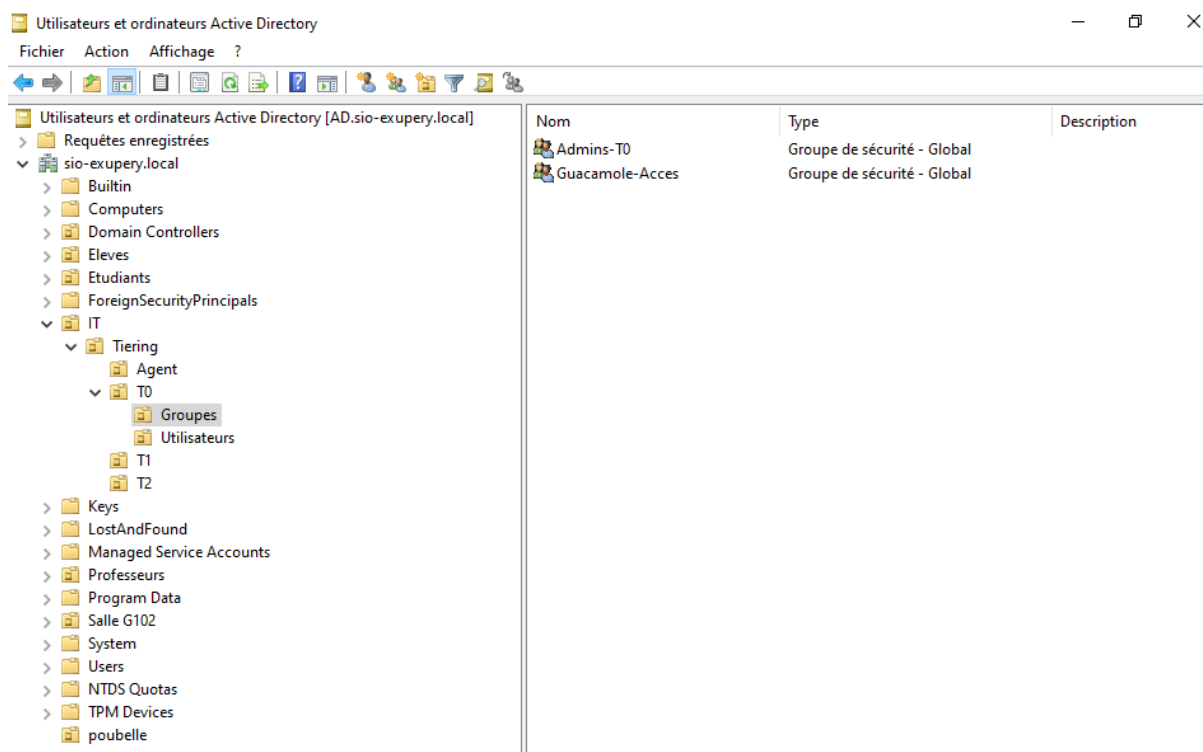 Utilisateurs et ordinateurs Active Directory
Fichier Action Affichage ?
Utilisateurs et ordinateurs Active Directory [AD.sio-exupery.local]
Requêtes enregistrées
sio-exupery.local
Builtin
Computers
Domain Controllers
Eleves
Etudiants
ForeignSecurityPrincipals
IT
Tiering
Agent
T0
Groupes
Utilisateurs
T1
T2
Keys
LostAndFound
Managed Service Accounts
Professeurs
Program Data
Salle G102
System
Users
NTDS Quotas
TPM Devices
poubelle
Nom Type Description
Admins-T0 Groupe de sécurité - Global
Guacamole-Acces Groupe de sécurité - Global